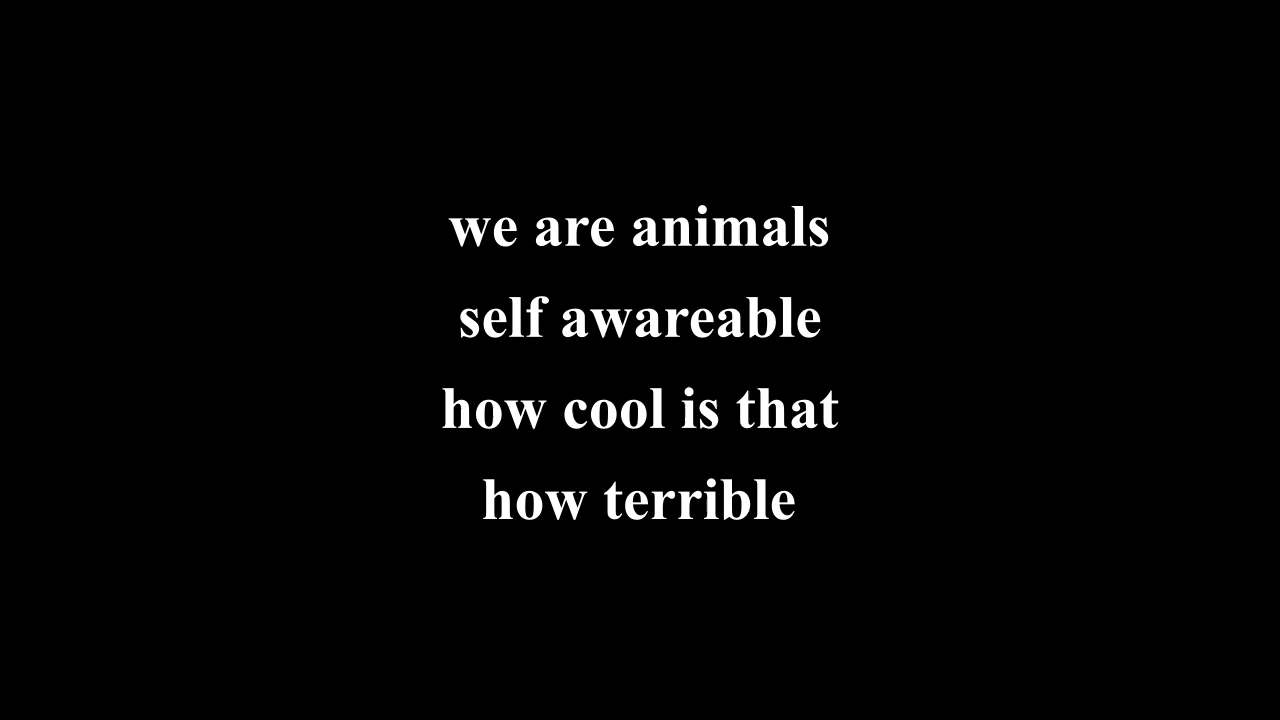 we are animals
self awareable
how cool is that
how terrible